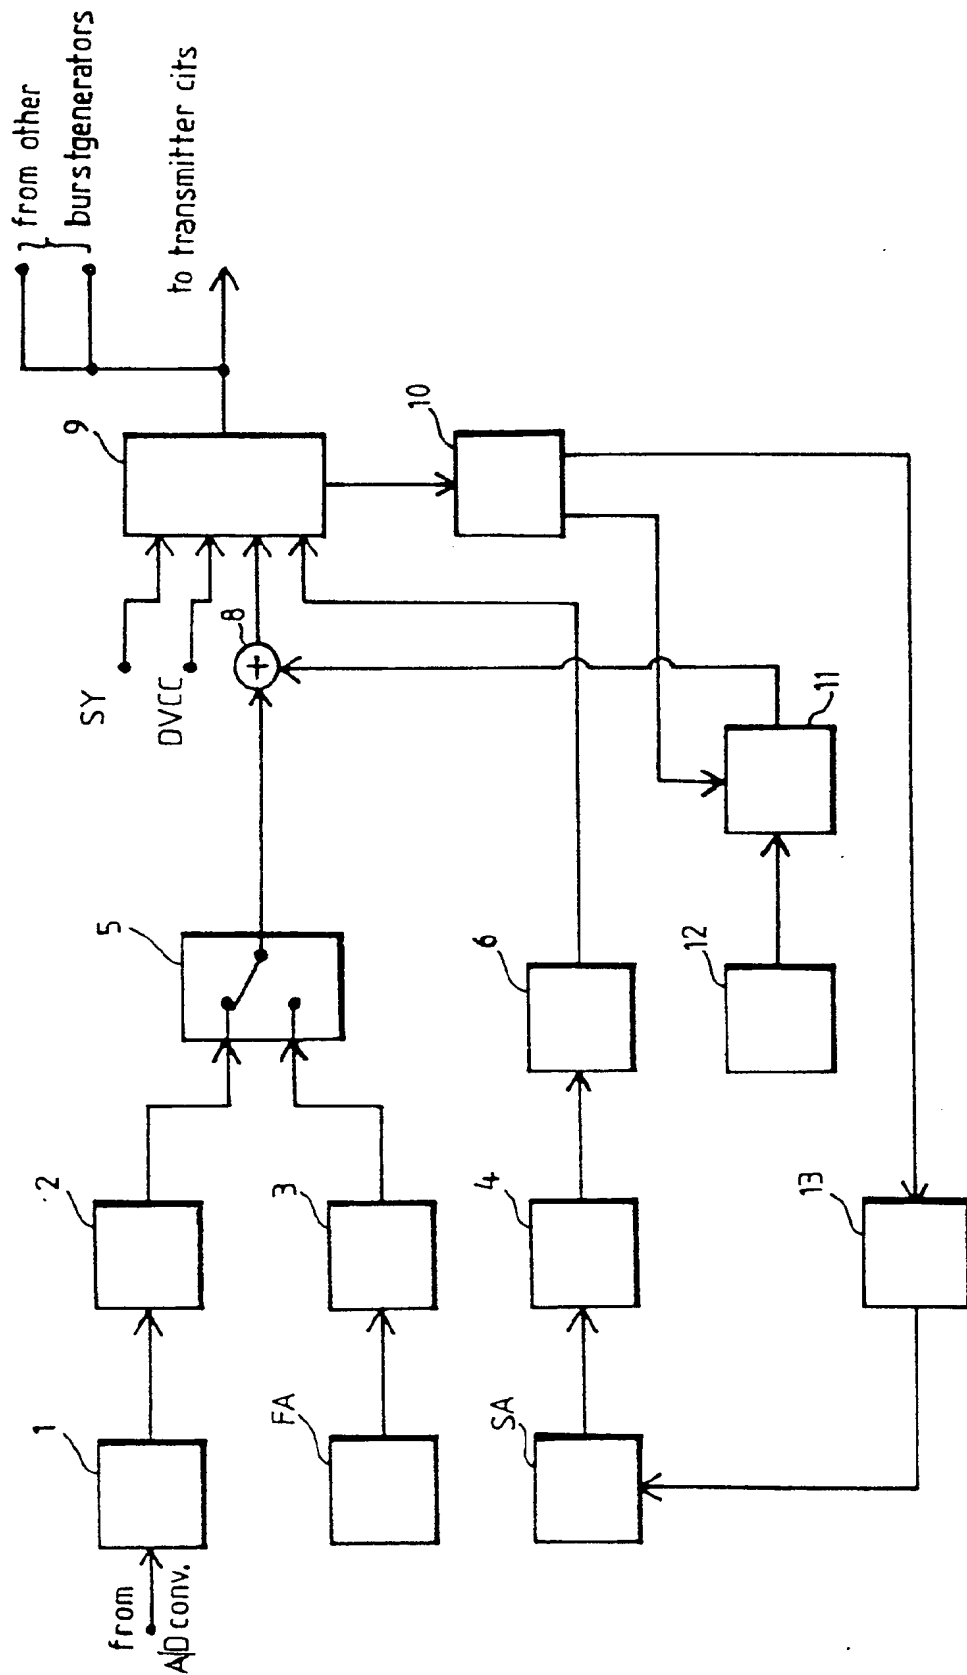 from other
burstgenerators
to transmitter cits
9
10
SY
DVCC
8
+
11
5
6
12
2
3
4
13
1
FA
SA
from
A/D conv.